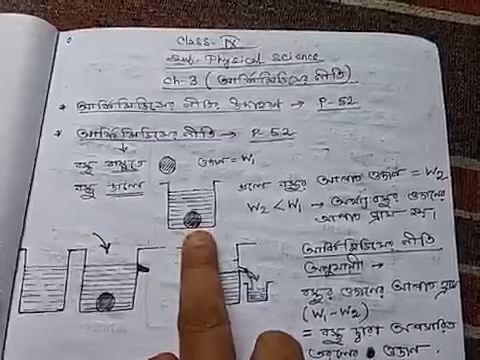 Class- IX
Sub- Physical Science
Ch-3 (আর্কিমিডিসের নীতি)
* আর্কিমিডিসের নীতির উদাহরণ → P-52
* আর্কিমিডিসের নীতি → P-52
বস্তু বায়ুতে ওজন = W₁
বস্তু জলে জলে বস্তুর আপাত ওজন = W₂
W₂ < W₁ → অর্থাৎ বস্তুর ওজনের
আপাত হ্রাস হয়।
আর্কিমিডিসের নীতি
অনুযায়ী →
বস্তুর ওজনের আপাত হ্রাস
(W₁-W₂)
= বস্তু দ্বারা অপসারিত
তরলের ওজন